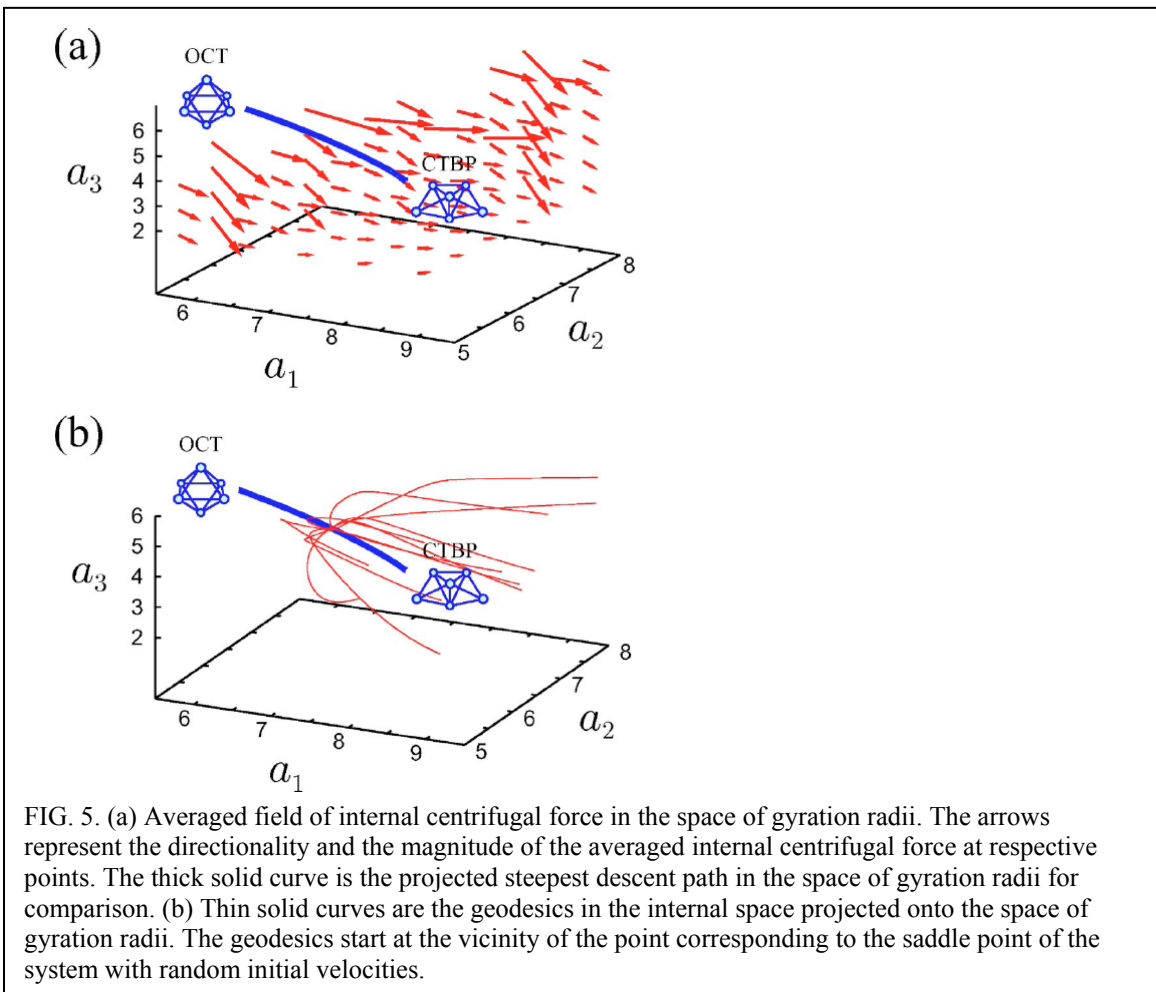 (a)
OCT
6
5
4
3
2
a3
CTBP
6
7
8
9
a1
5
6
7
8
a2
(b)
OCT
6
5
4
3
2
a3
CTBP
6
7
8
9
a1
5
6
7
8
a2
FIG. 5. (a) Averaged field of internal centrifugal force in the space of gyration radii. The arrows
represent the directionality and the magnitude of the averaged internal centrifugal force at respective
points. The thick solid curve is the projected steepest descent path in the space of gyration radii for
comparison. (b) Thin solid curves are the geodesics in the internal space projected onto the space of
gyration radii. The geodesics start at the vicinity of the point corresponding to the saddle point of the
system with random initial velocities.